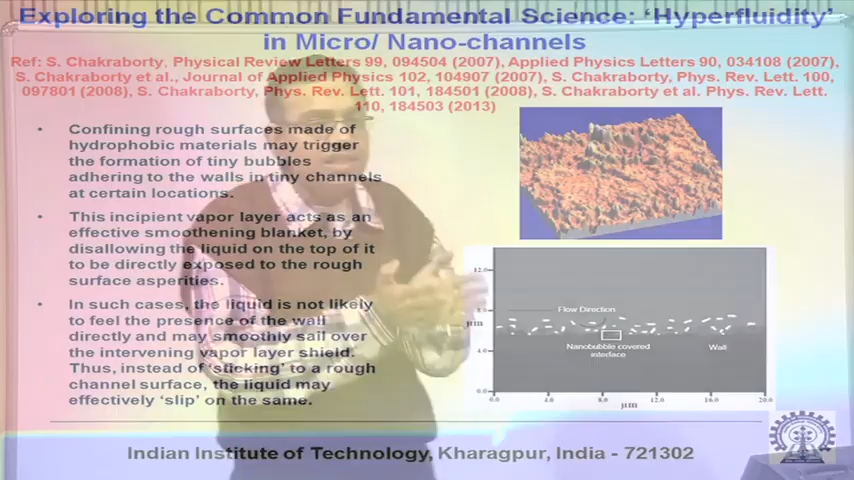 Exploring the Common Fundamental Science: ‘Hyperfluidity’
in Micro/ Nano-channels
Ref: S. Chakraborty, Physical Review Letters 99, 094504 (2007), Applied Physics Letters 90, 034108 (2007),
S. Chakraborty et al., Journal of Applied Physics 102, 104907 (2007), S. Chakraborty, Phys. Rev. Lett. 100,
097801 (2008), S. Chakraborty, Phys. Rev. Lett. 101, 184501 (2008), S. Chakraborty et al. Phys. Rev. Lett.
110, 184503 (2013)
• Confining rough surfaces made of
hydrophobic materials may trigger
the formation of tiny bubbles
adhering to the walls in tiny channels
at certain locations.
• This incipient vapor layer acts as an
effective smoothening blanket, by
disallowing the liquid on the top of it
to be directly exposed to the rough
surface asperities.
• In such cases, the liquid is not likely
to feel the presence of the wall
directly and may smoothly sail over
the intervening vapor layer shield.
Thus, instead of ‘sticking’ to a rough
channel surface, the liquid may
effectively ‘slip’ on the same.
12.0
8.0
μm
4.0
0.0
Flow Direction
Nanobubble covered
interface
Wall
0.0 4.0 8.0 12.0 16.0 20.0
μm
Indian Institute of Technology, Kharagpur, India - 721302